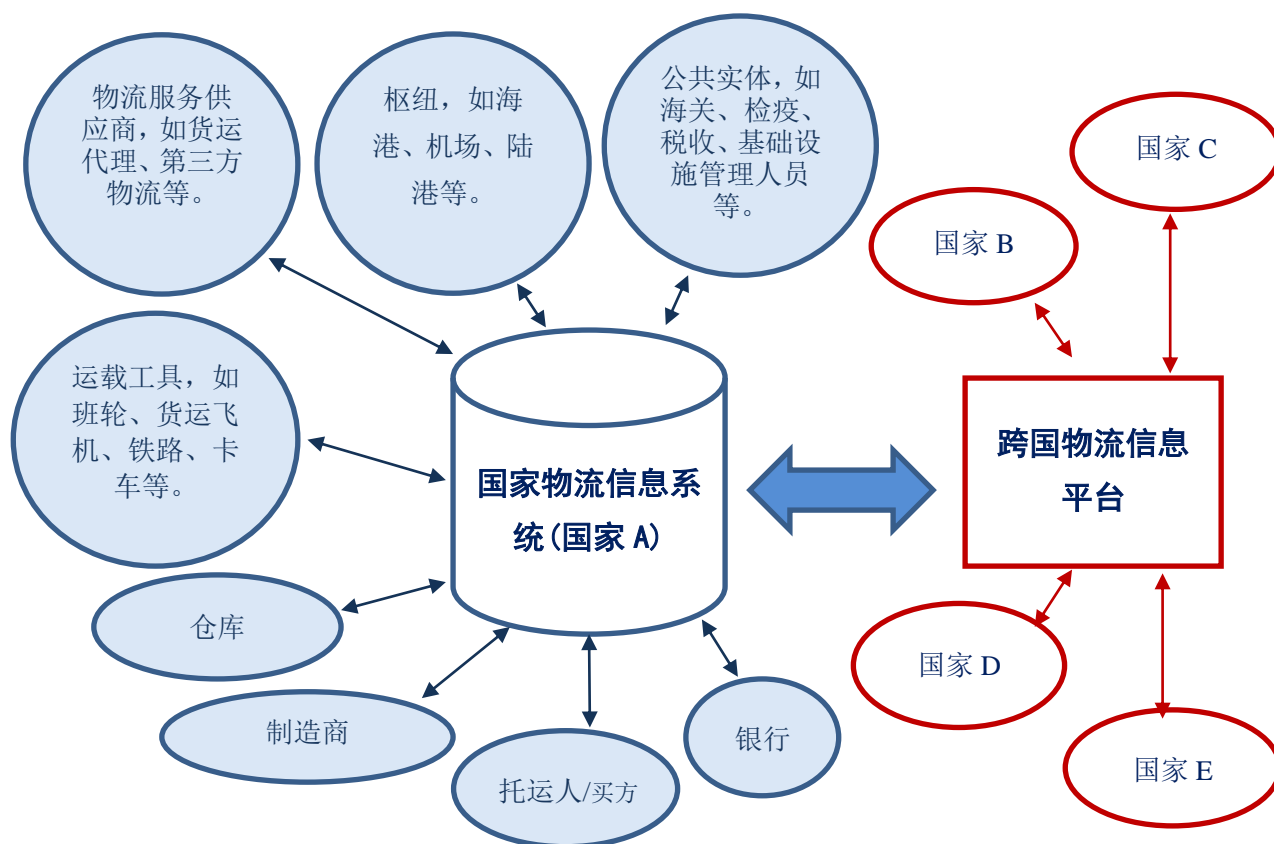 物流服务供
应商，如货运
代理、第三方
物流等。
枢纽，如海
港、机场、陆
港等。
公共实体，如
海关、检疫、
税收、基础设
施管理人员
等。
国家 C
国家 B
运载工具，如
班轮、货运飞
机、铁路、卡
车等。
国家物流信息系
统(国家 A)
跨国物流信息
平台
仓库
制造商
托运人/买方
银行
国家 D
国家 E